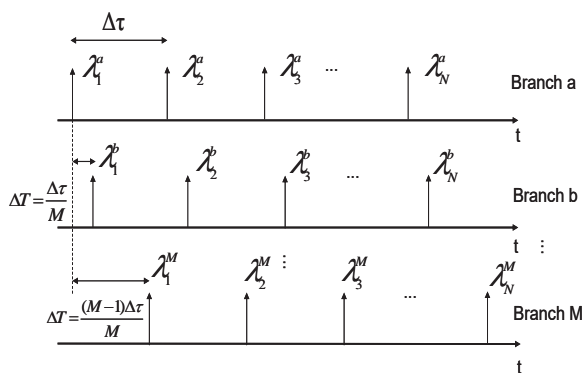 Δτ
λ₁ᵃ λ₂ᵃ λ₃ᵃ ... λ_Nᵃ
Branch a
t
λ₁ᵇ λ₂ᵇ λ₃ᵇ ... λ_Nᵇ
ΔT = Δτ/M
Branch b
t ⋮
λ₁ᴹ λ₂ᴹ ⋮ λ₃ᴹ ... λ_Nᴹ
Branch M
ΔT = (M−1)Δτ/M
t